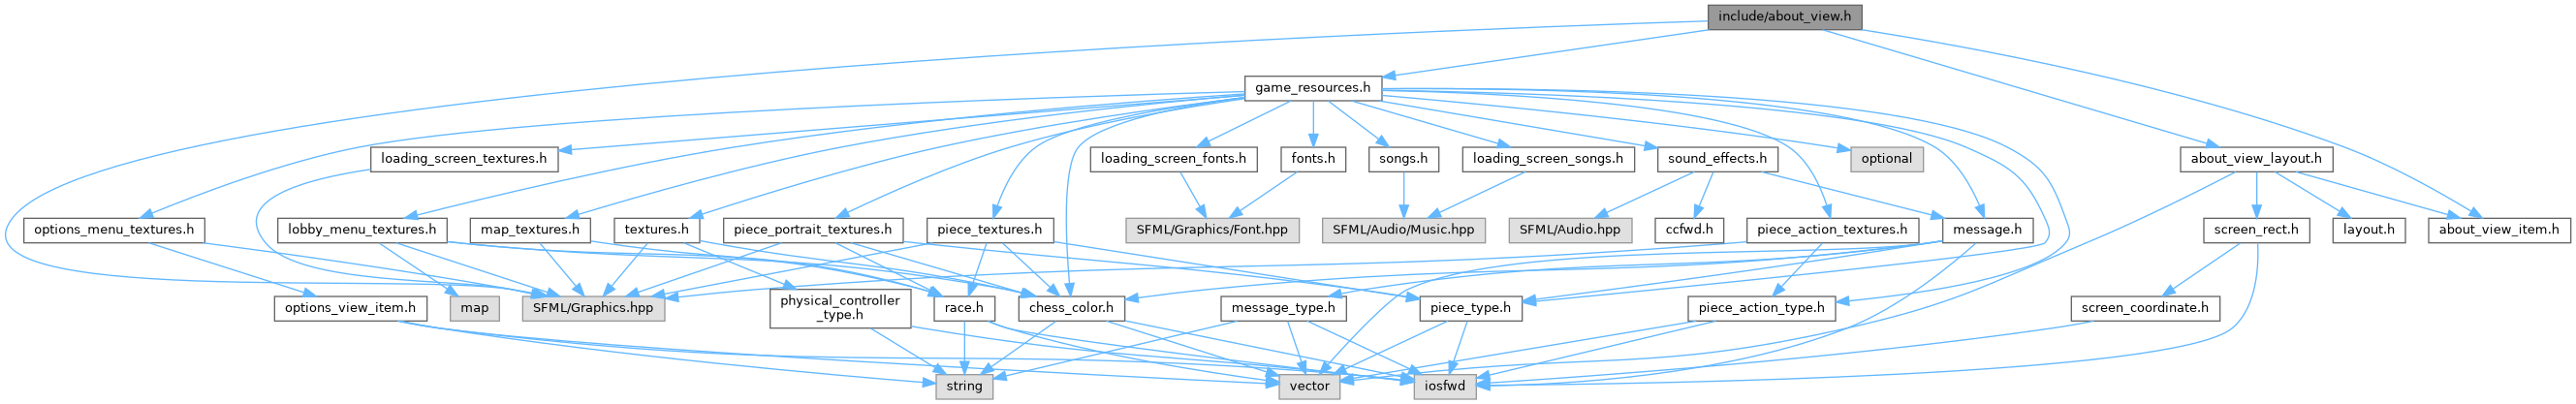 include/about_view.h
game_resources.h
loading_screen_textures.h
loading_screen_fonts.h
fonts.h
songs.h
loading_screen_songs.h
sound_effects.h
optional
about_view_layout.h
options_menu_textures.h
lobby_menu_textures.h
map_textures.h
textures.h
piece_portrait_textures.h
piece_textures.h
SFML/Graphics/Font.hpp
SFML/Audio/Music.hpp
SFML/Audio.hpp
ccfwd.h
piece_action_textures.h
message.h
screen_rect.h
layout.h
about_view_item.h
options_view_item.h
map
SFML/Graphics.hpp
physical_controller
_type.h
race.h
chess_color.h
message_type.h
piece_type.h
piece_action_type.h
screen_coordinate.h
string
vector
iosfwd